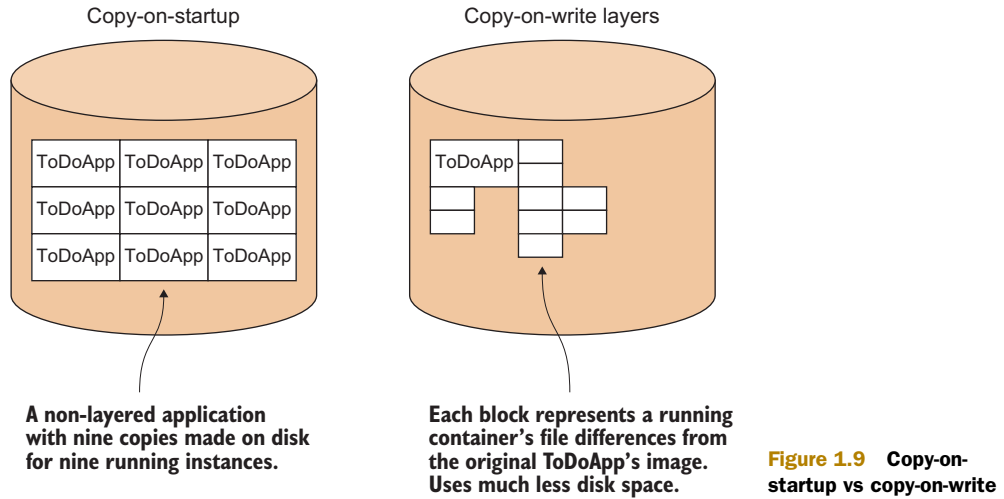 Copy-on-startup
Copy-on-write layers
ToDoApp ToDoApp ToDoApp
ToDoApp ToDoApp ToDoApp
ToDoApp ToDoApp ToDoApp
ToDoApp
A non-layered application
with nine copies made on disk
for nine running instances.
Each block represents a running
container's file differences from
the original ToDoApp's image.
Uses much less disk space.
Figure 1.9 Copy-on-
startup vs copy-on-write